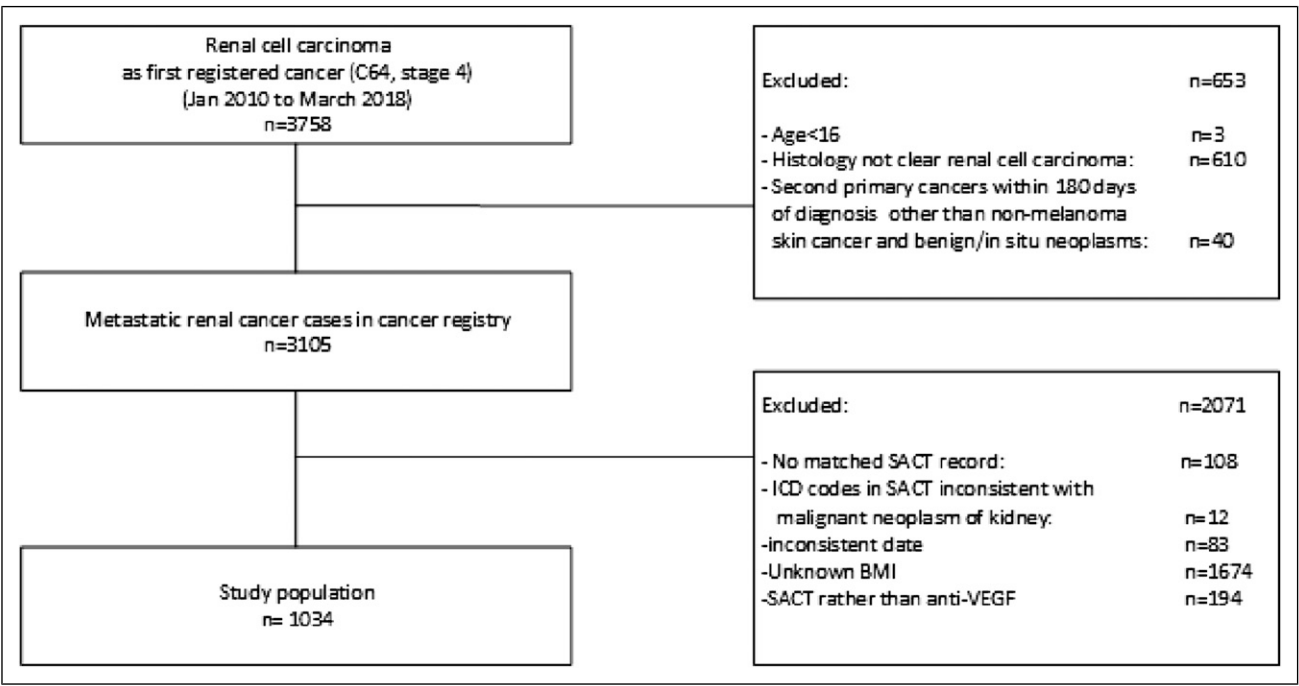 Renal cell carcinoma
as first registered cancer (C64, stage 4)
(Jan 2010 to March 2018)
n=3758
Excluded: n=653
- Age<16 n=3
- Histology not clear renal cell carcinoma: n=610
- Second primary cancers within 180 days
of diagnosis other than non-melanoma
skin cancer and benign/in situ neoplasms: n=40
Metastatic renal cancer cases in cancer registry
n=3105
Excluded: n=2071
- No matched SACT record: n=108
- ICD codes in SACT inconsistent with
malignant neoplasm of kidney: n=12
-inconsistent date n=83
-Unknown BMI n=1674
-SACT rather than anti-VEGF n=194
Study population
n= 1034